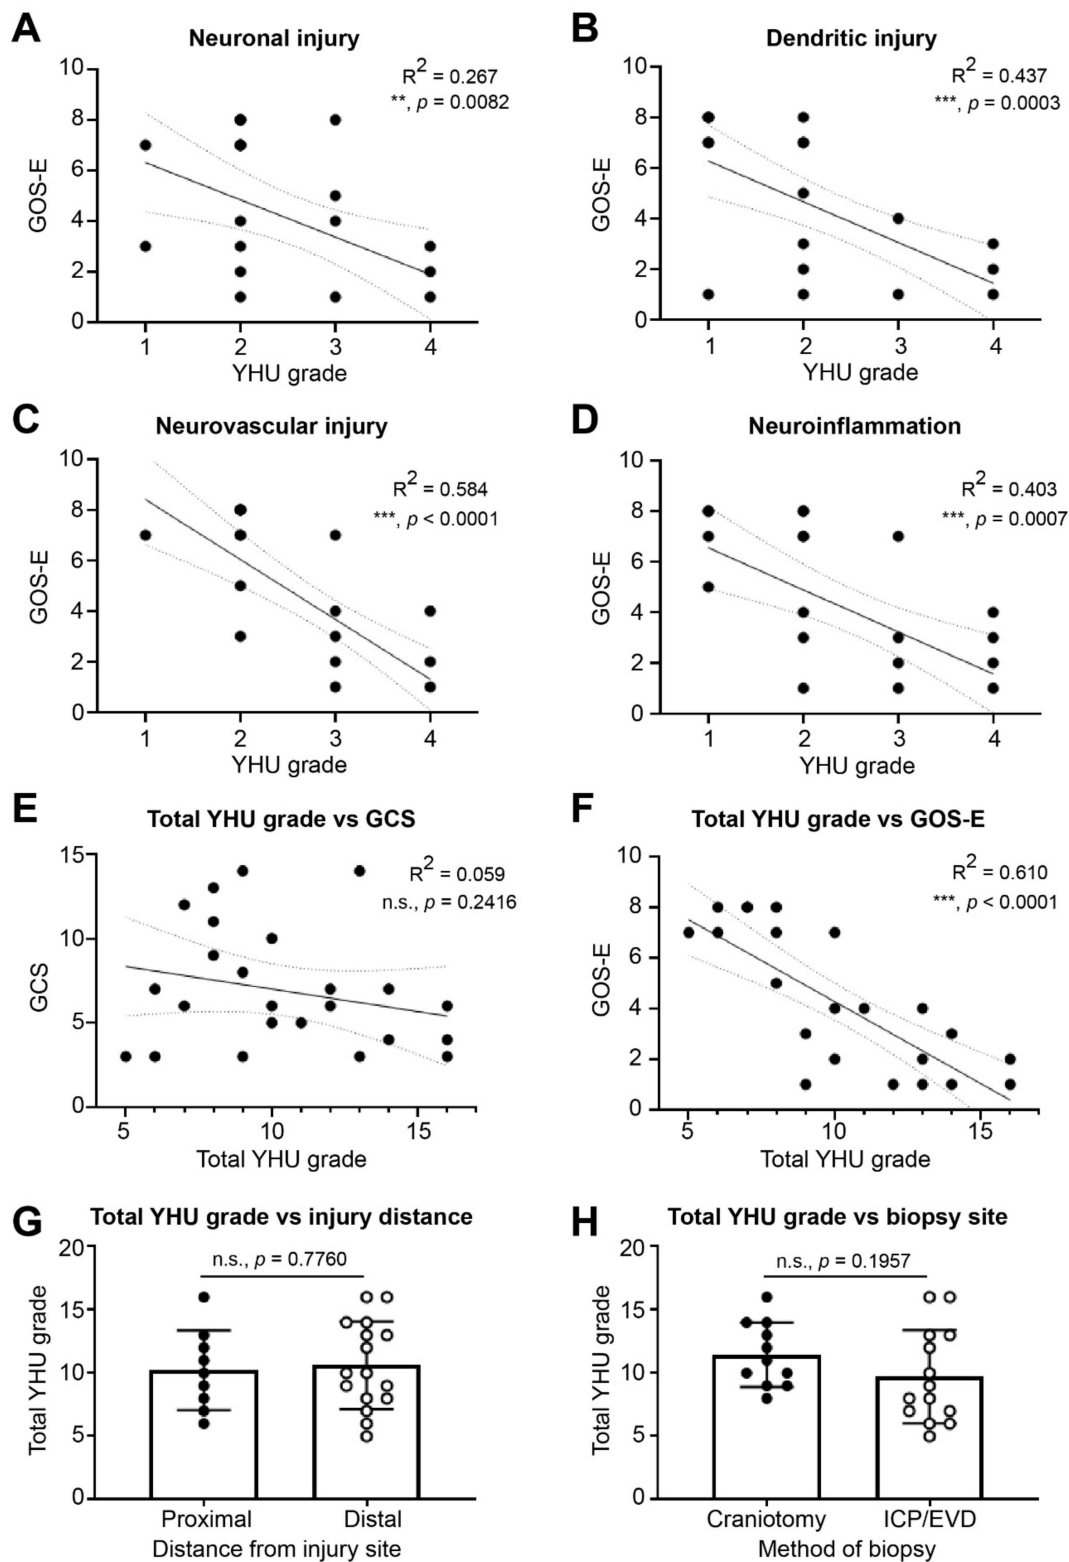 A
Neuronal injury
R2 = 0.267
**, p = 0.0082
10
8
6
4
2
0
GOS-E
1 2 3 4
YHU grade
B
Dendritic injury
R2 = 0.437
***, p = 0.0003
10
8
6
4
2
0
GOS-E
1 2 3 4
YHU grade
C
Neurovascular injury
R2 = 0.584
***, p < 0.0001
10
8
6
4
2
0
GOS-E
1 2 3 4
YHU grade
D
Neuroinflammation
R2 = 0.403
***, p = 0.0007
10
8
6
4
2
0
GOS-E
1 2 3 4
YHU grade
E
Total YHU grade vs GCS
R2 = 0.059
n.s., p = 0.2416
15
10
5
0
GCS
5 10 15
Total YHU grade
F
Total YHU grade vs GOS-E
R2 = 0.610
***, p < 0.0001
10
8
6
4
2
0
GOS-E
5 10 15
Total YHU grade
G
Total YHU grade vs injury distance
n.s., p = 0.7760
20
15
10
5
0
Total YHU grade
Proximal Distal
Distance from injury site
H
Total YHU grade vs biopsy site
n.s., p = 0.1957
20
15
10
5
0
Total YHU grade
Craniotomy ICP/EVD
Method of biopsy